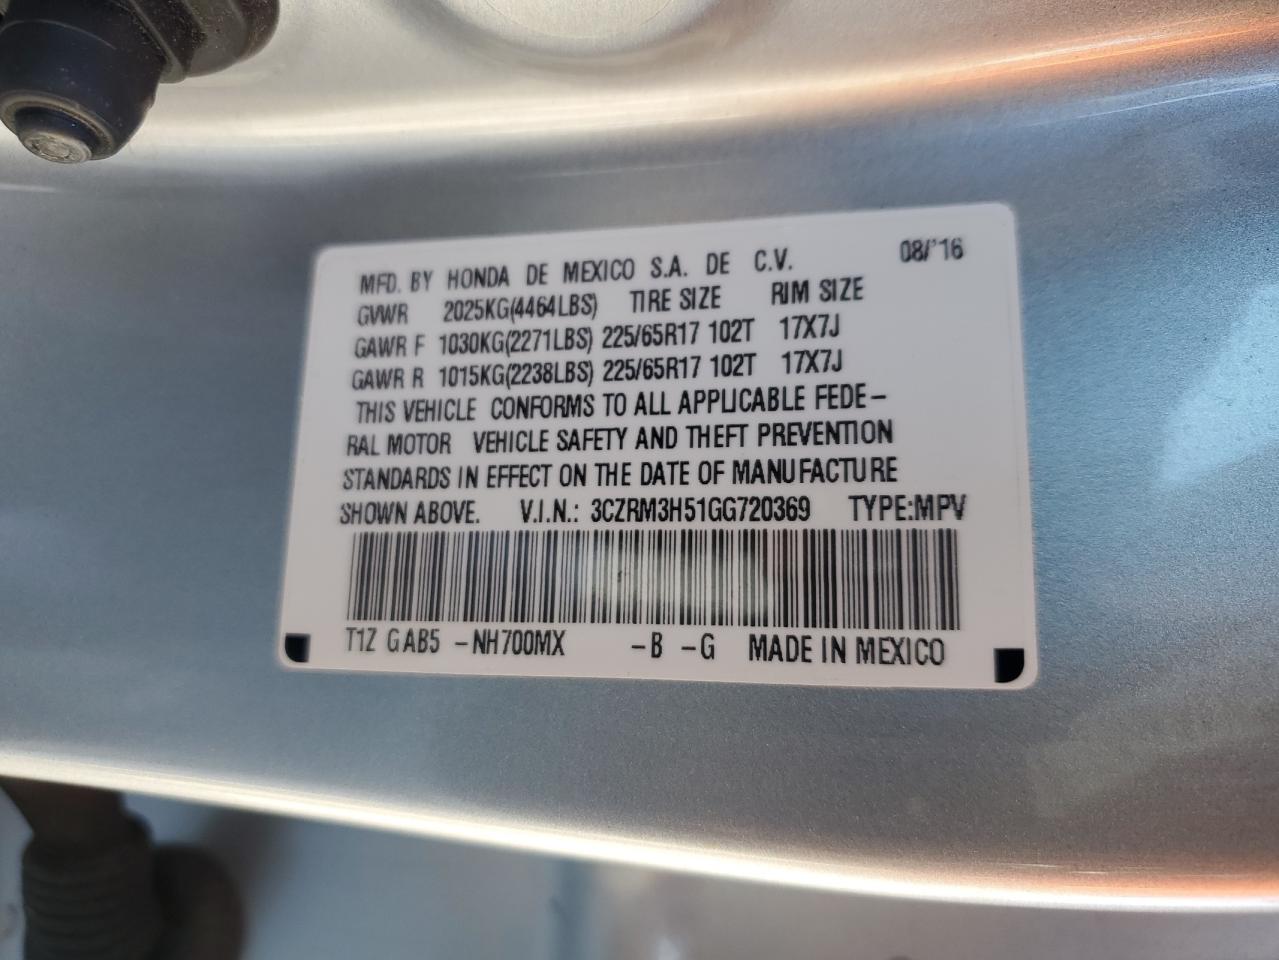 MFD. BY HONDA DE MEXICO S.A. DE C.V. 08/'16
GVWR 2025KG(4464LBS) TIRE SIZE RIM SIZE
GAWR F 1030KG(2271LBS) 225/65R17 102T 17X7J
GAWR R 1015KG(2238LBS) 225/65R17 102T 17X7J
THIS VEHICLE CONFORMS TO ALL APPLICABLE FEDE-
RAL MOTOR VEHICLE SAFETY AND THEFT PREVENTION
STANDARDS IN EFFECT ON THE DATE OF MANUFACTURE
SHOWN ABOVE. V.I.N.: 3CZRM3H51GG720369 TYPE:MPV
T1Z GAB5 -NH700MX -B -G MADE IN MEXICO